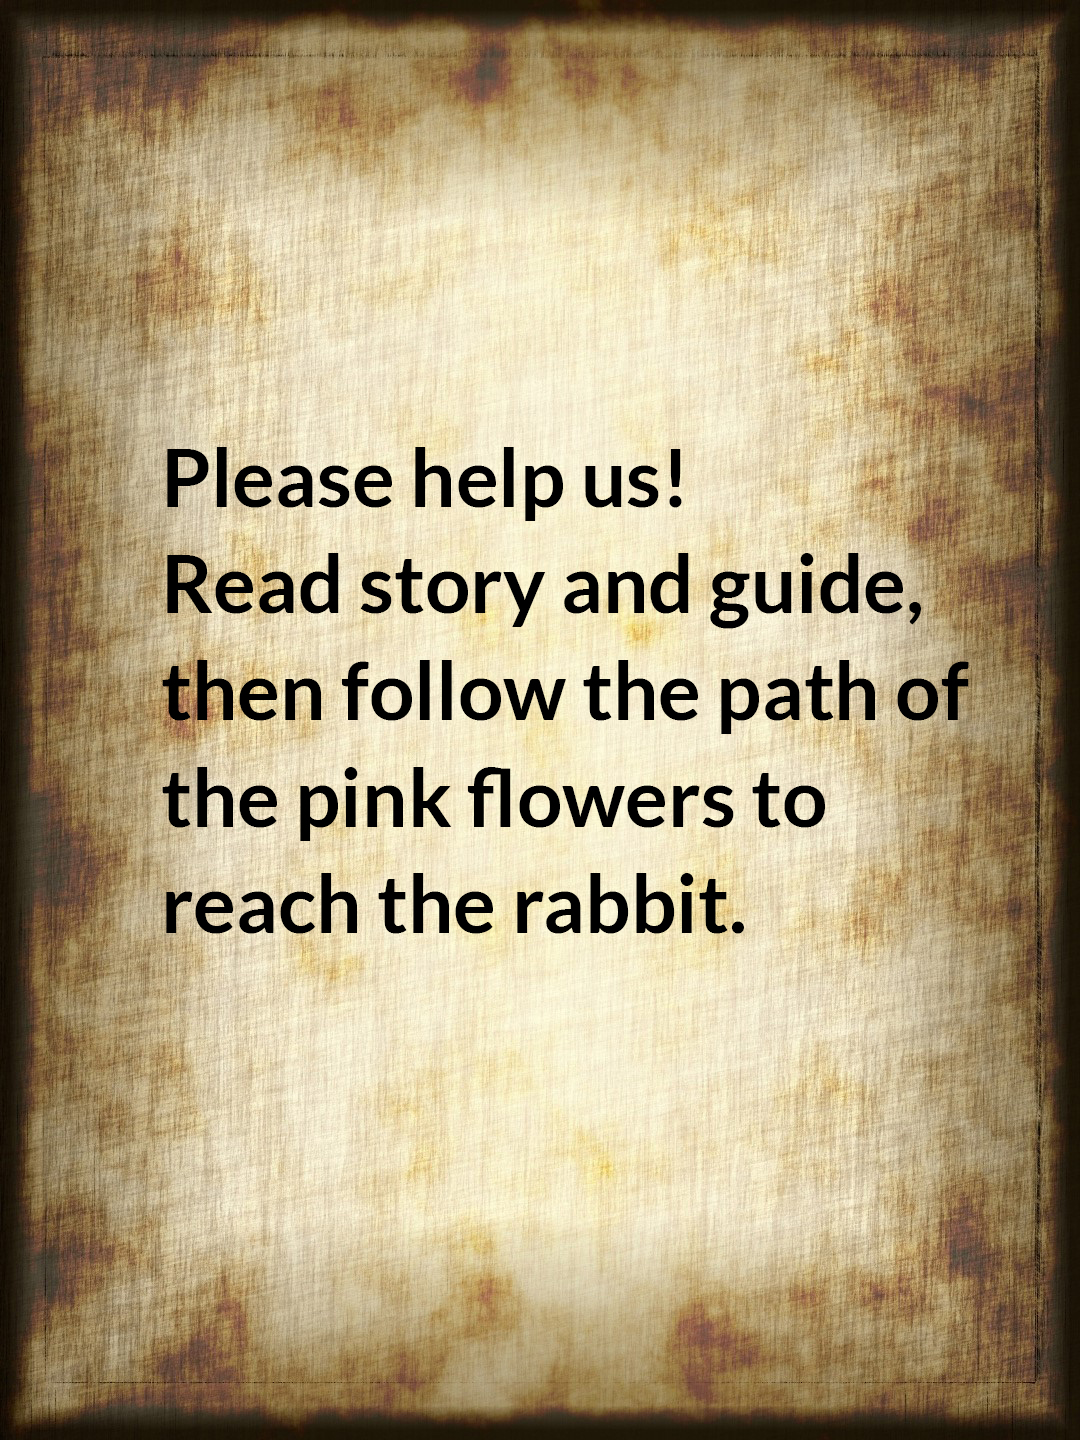 Please help us!
Read story and guide,
then follow the path of
the pink flowers to
reach the rabbit.